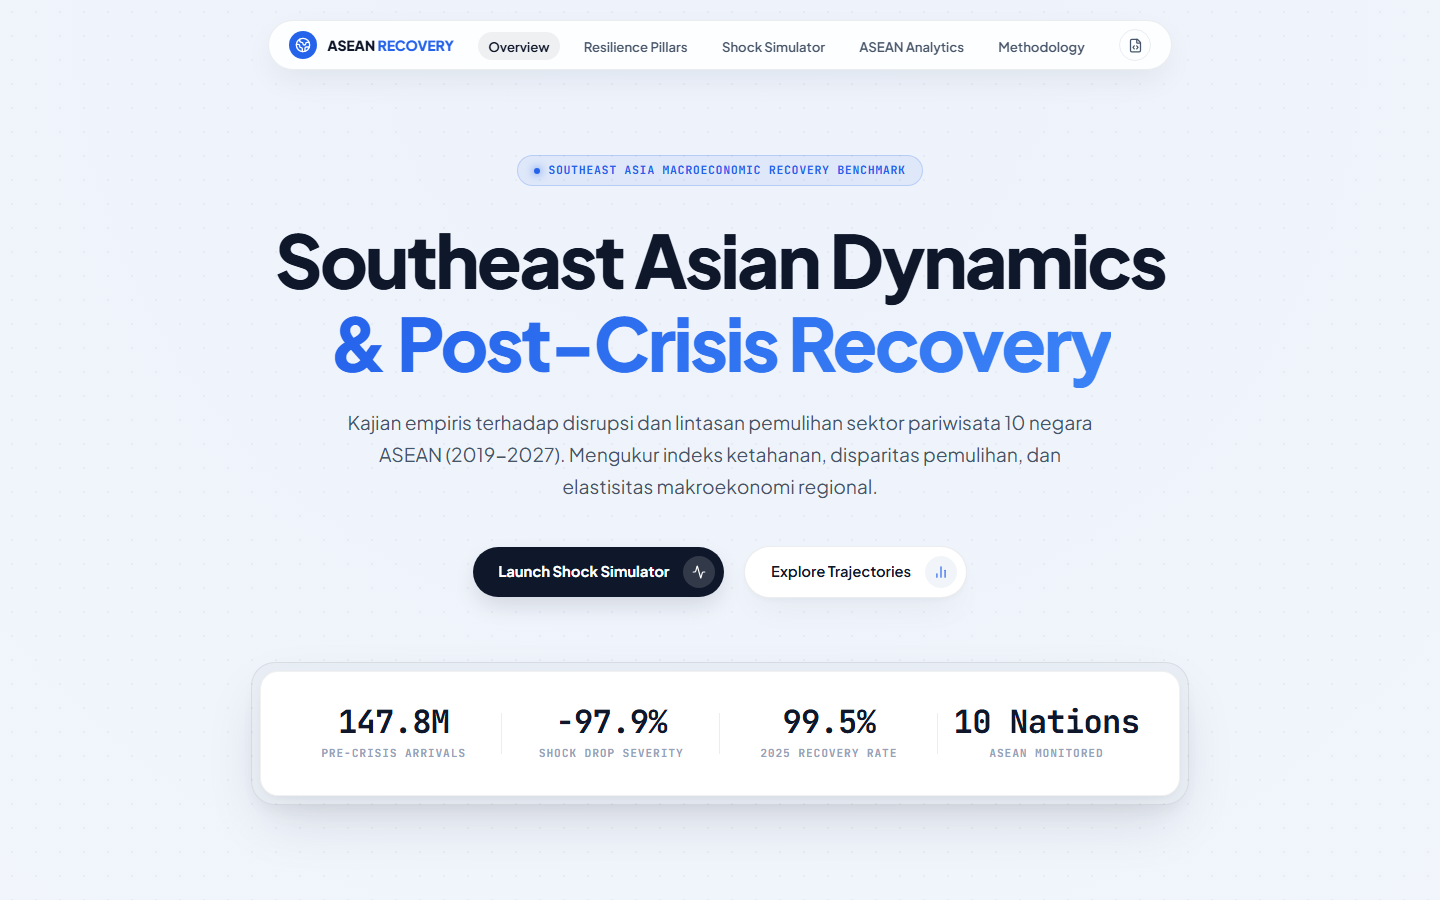 ASEAN RECOVERY
Overview
Resilience Pillars
Shock Simulator
ASEAN Analytics
Methodology
SOUTHEAST ASIA MACROECONOMIC RECOVERY BENCHMARK
Southeast Asian Dynamics
& Post-Crisis Recovery
Kajian empiris terhadap disrupsi dan lintasan pemulihan sektor pariwisata 10 negara
ASEAN (2019–2027). Mengukur indeks ketahanan, disparitas pemulihan, dan
elastisitas makroekonomi regional.
Launch Shock Simulator
Explore Trajectories
147.8M
PRE-CRISIS ARRIVALS
-97.9%
SHOCK DROP SEVERITY
99.5%
2025 RECOVERY RATE
10 Nations
ASEAN MONITORED